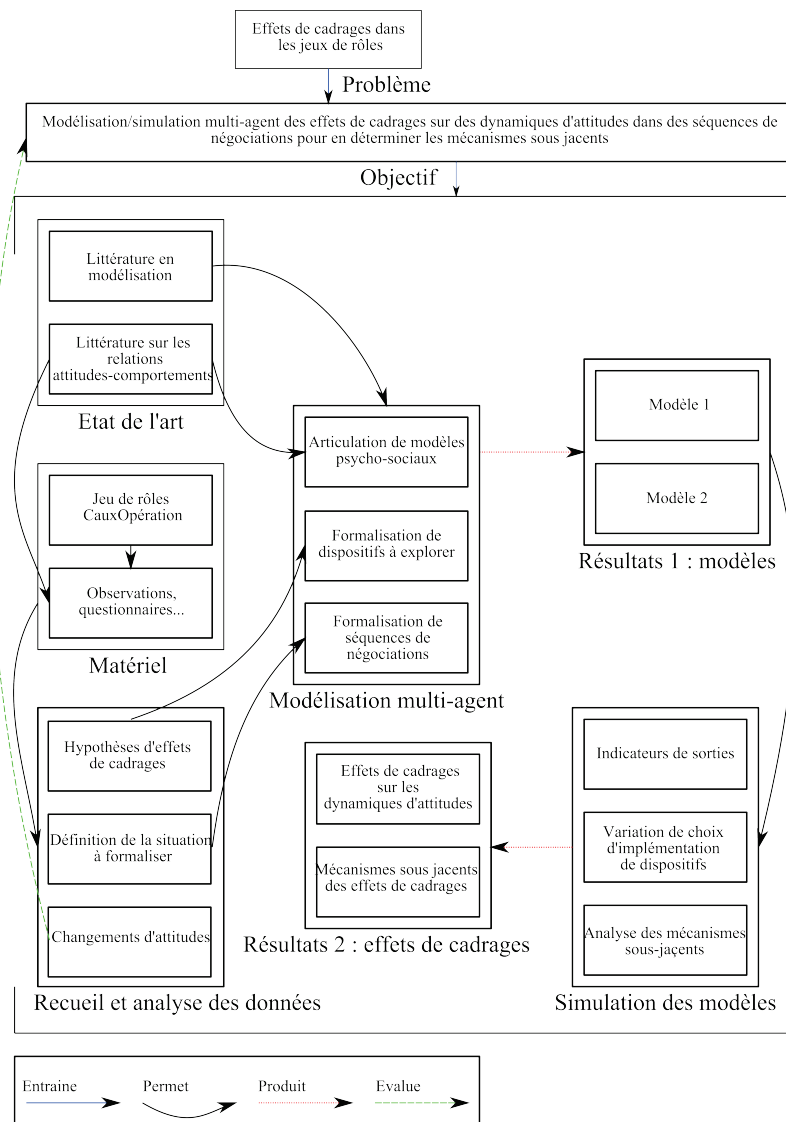 Effets de cadrages dans
les jeux de rôles
Problème
Modélisation/simulation multi-agent des effets de cadrages sur des dynamiques d'attitudes dans des séquences de
négociations pour en déterminer les mécanismes sous jacents
Objectif
Littérature en
modélisation
Littérature sur les
relations
attitudes-comportements
Etat de l'art
Jeu de rôles
CauxOpération
Observations,
questionnaires...
Matériel
Hypothèses d'effets
de cadrages
Définition de la situation
à formaliser
Changements d'attitudes
Recueil et analyse des données
Articulation de modèles
psycho-sociaux
Formalisation de
dispositifs à explorer
Formalisation de
séquences de
négociations
Modélisation multi-agent
Modèle 1
Modèle 2
Résultats 1 : modèles
Effets de cadrages
sur les
dynamiques d'attitudes
Mécanismes sous jacents
des effets de cadrages
Résultats 2 : effets de cadrages
Indicateurs de sorties
Variation de choix
d'implémentation
de dispositifs
Analyse des mécanismes
sous-jaçents
Simulation des modèles
Entraine
Permet
Produit
Evalue